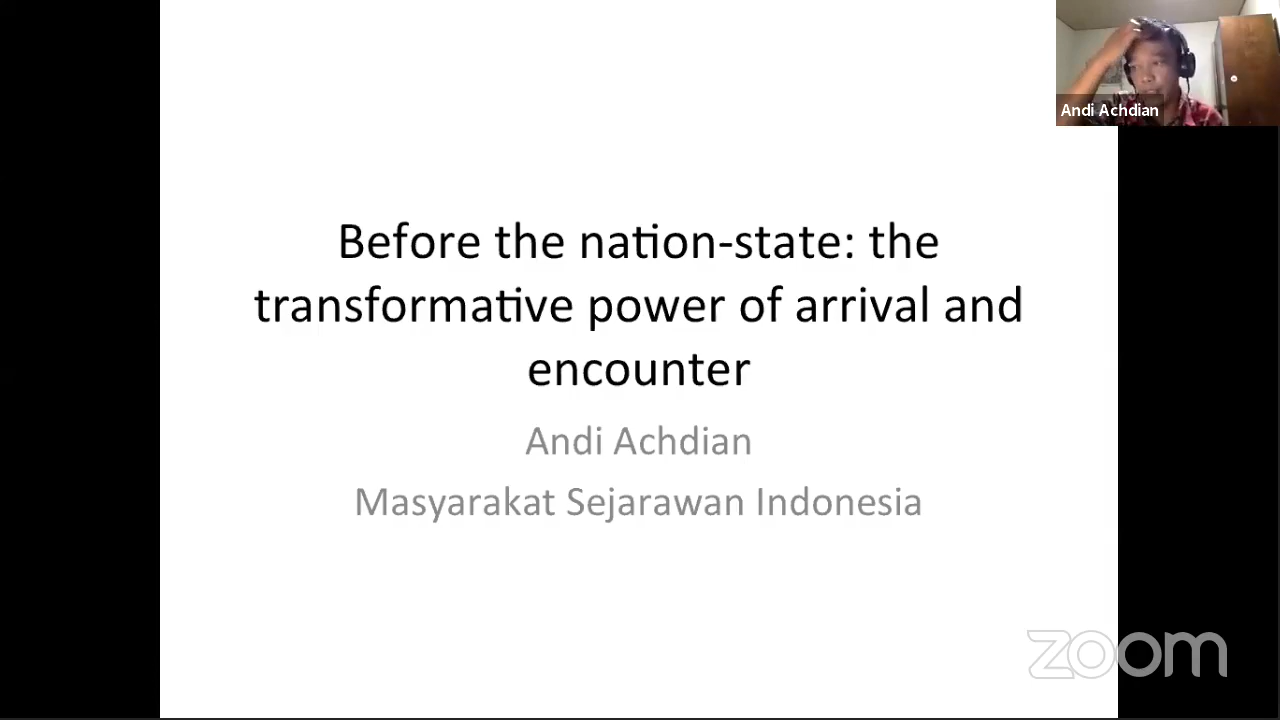 Andi Achdian
Before the nation-state: the
transformative power of arrival and
encounter
Andi Achdian
Masyarakat Sejarawan Indonesia
zoom